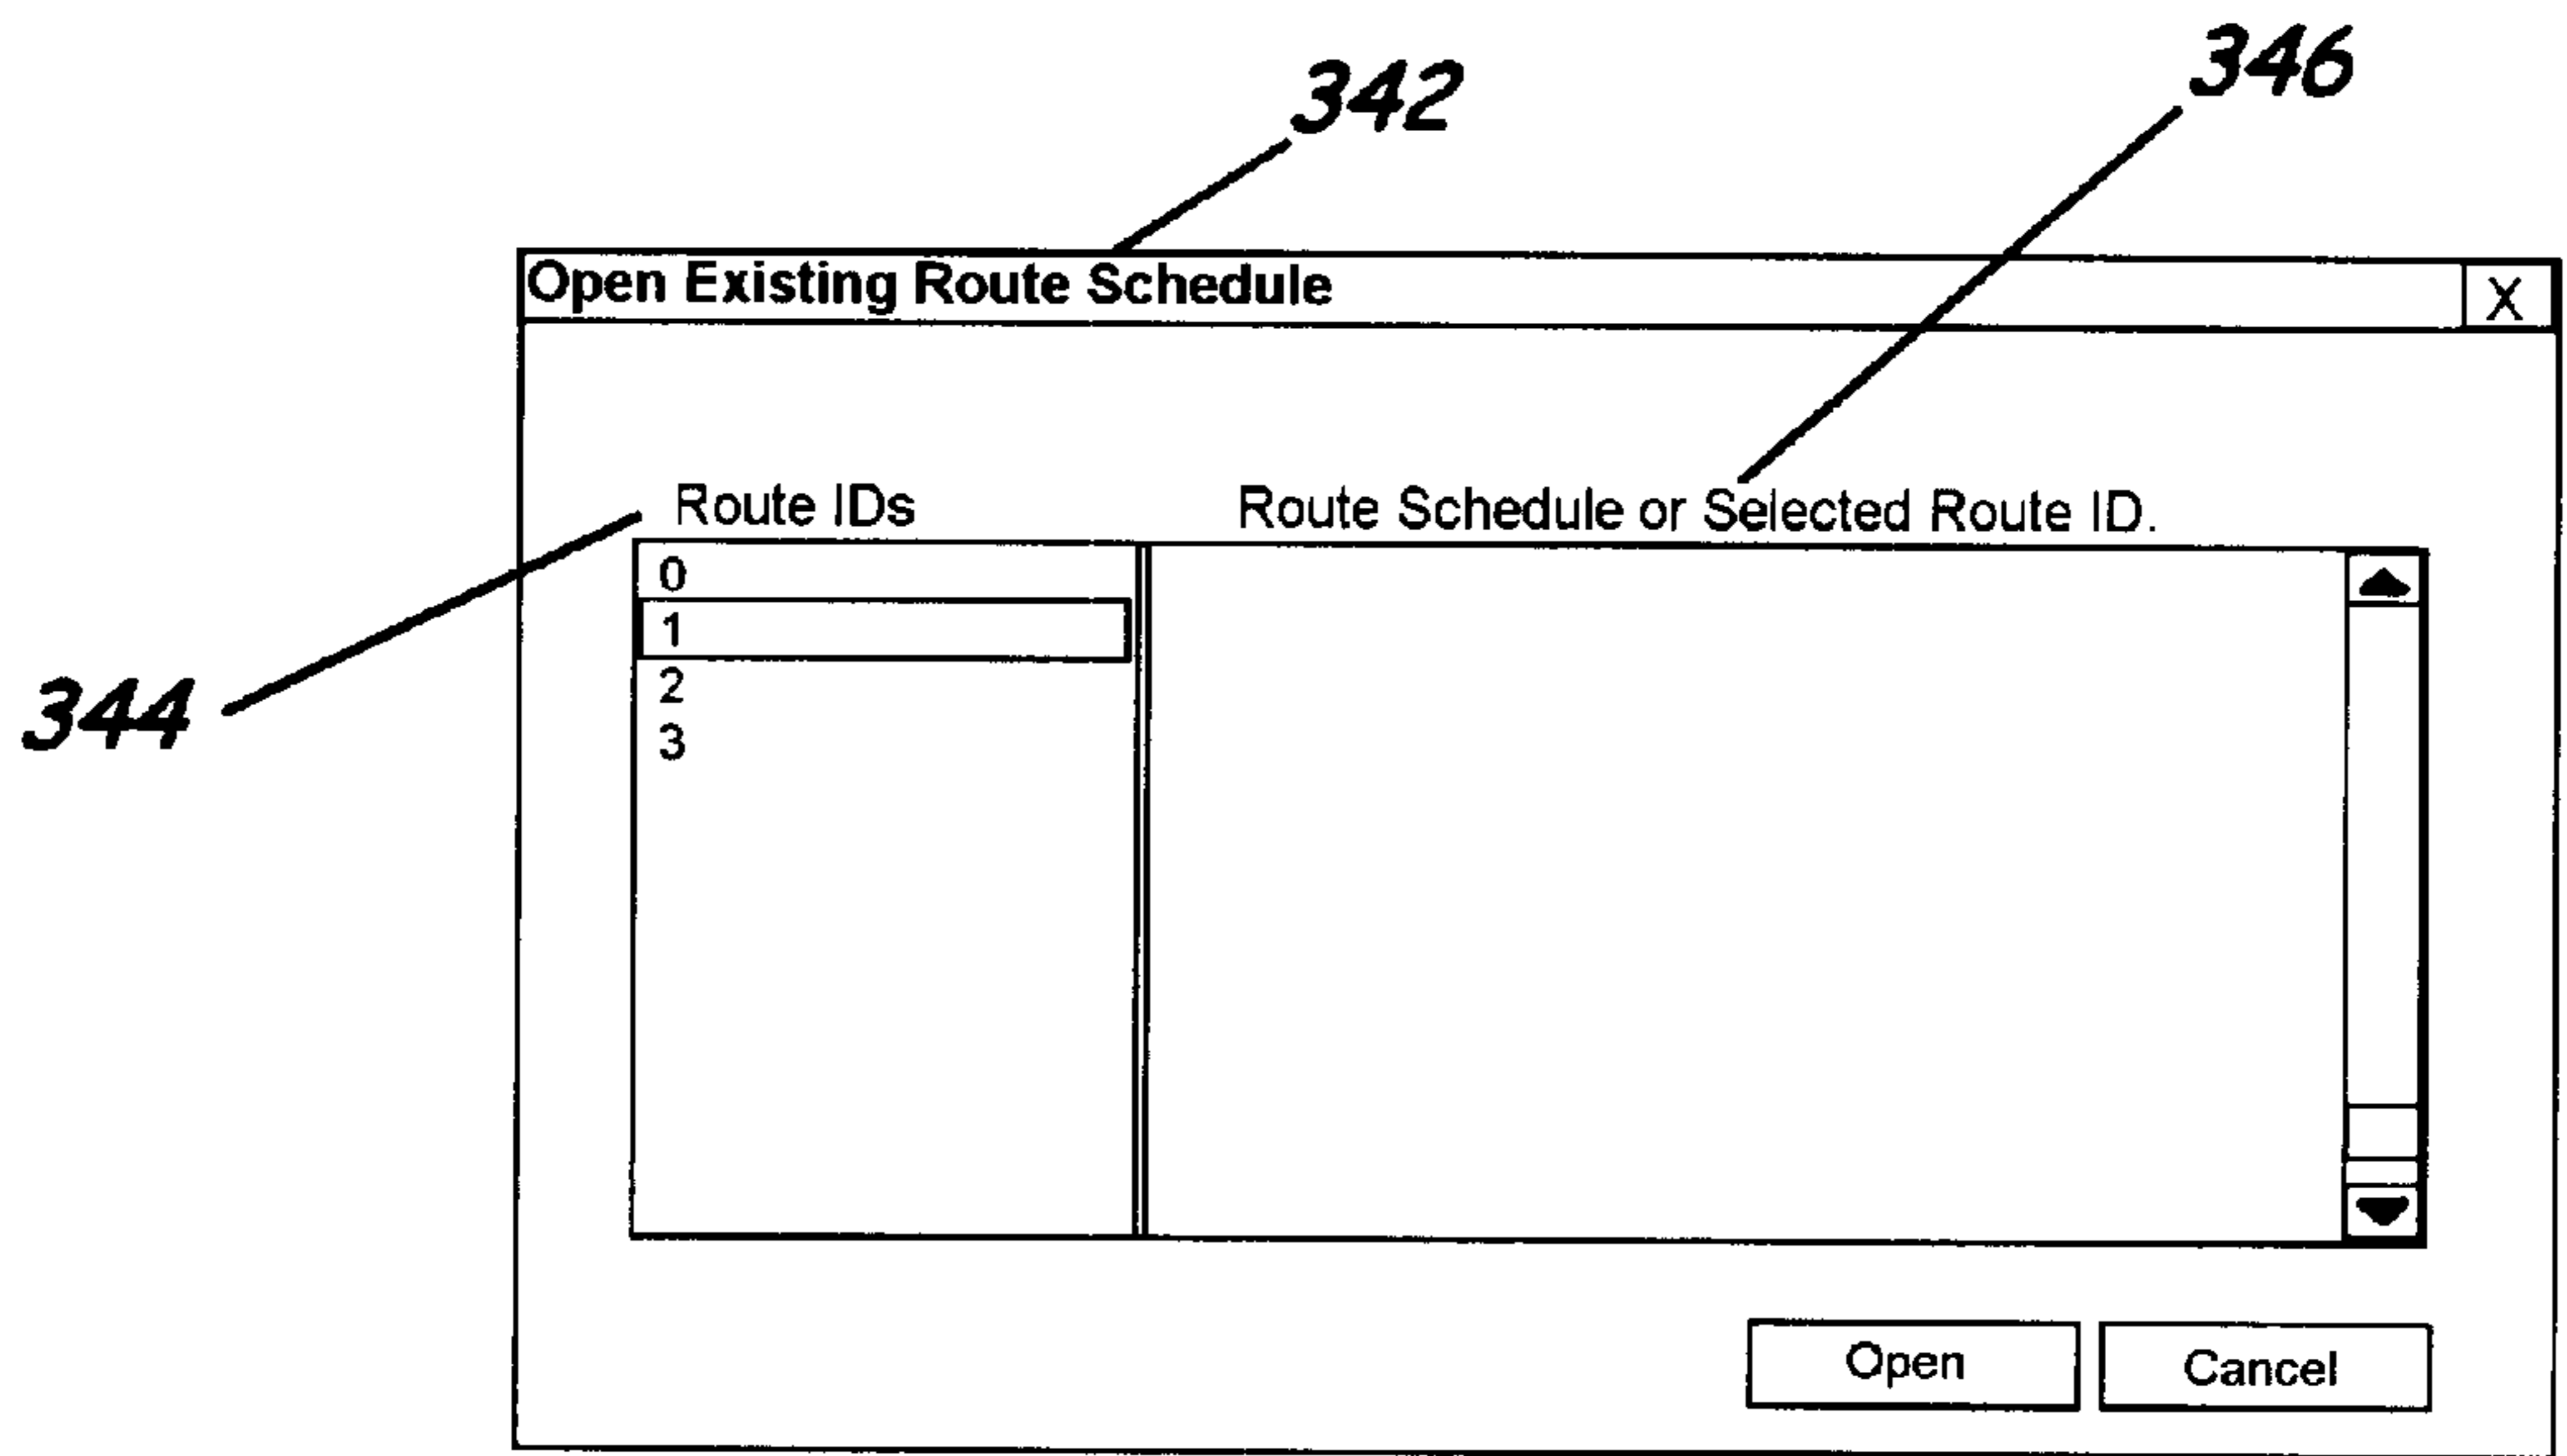 342
346
Open Existing Route Schedule X
Route IDs
Route Schedule or Selected Route ID.
0
1
2
3
344
Open
Cancel